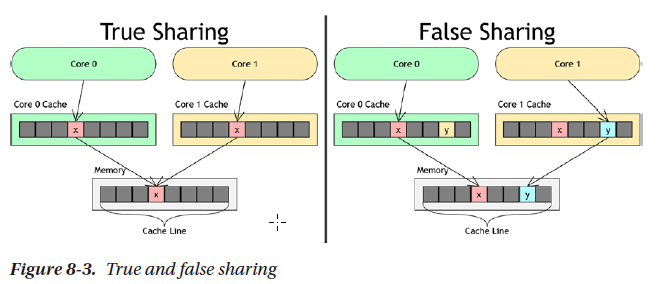 True Sharing
Core 0
Core 1
Core 0 Cache
Core 1 Cache
x
x
Memory
x
Cache Line
False Sharing
Core 0
Core 1
Core 0 Cache
Core 1 Cache
x
y
x
y
Memory
x
y
Cache Line
Figure 8-3. True and false sharing